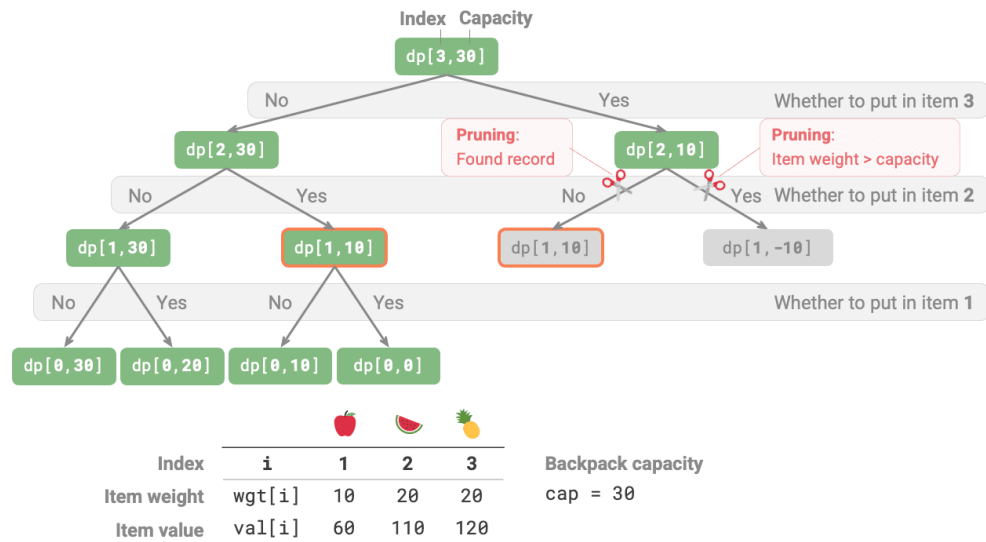 Index Capacity
dp[3,30]
No Yes Whether to put in item 3
Pruning:
Found record
Pruning:
Item weight > capacity
dp[2,30] dp[2,10]
No Yes No Yes Whether to put in item 2
dp[1,30] dp[1,10] dp[1,10] dp[1,-10]
No Yes No Yes Whether to put in item 1
dp[0,30] dp[0,20] dp[0,10] dp[0,0]
Index i 1 2 3 Backpack capacity
Item weight wgt[i] 10 20 20 cap = 30
Item value val[i] 60 110 120